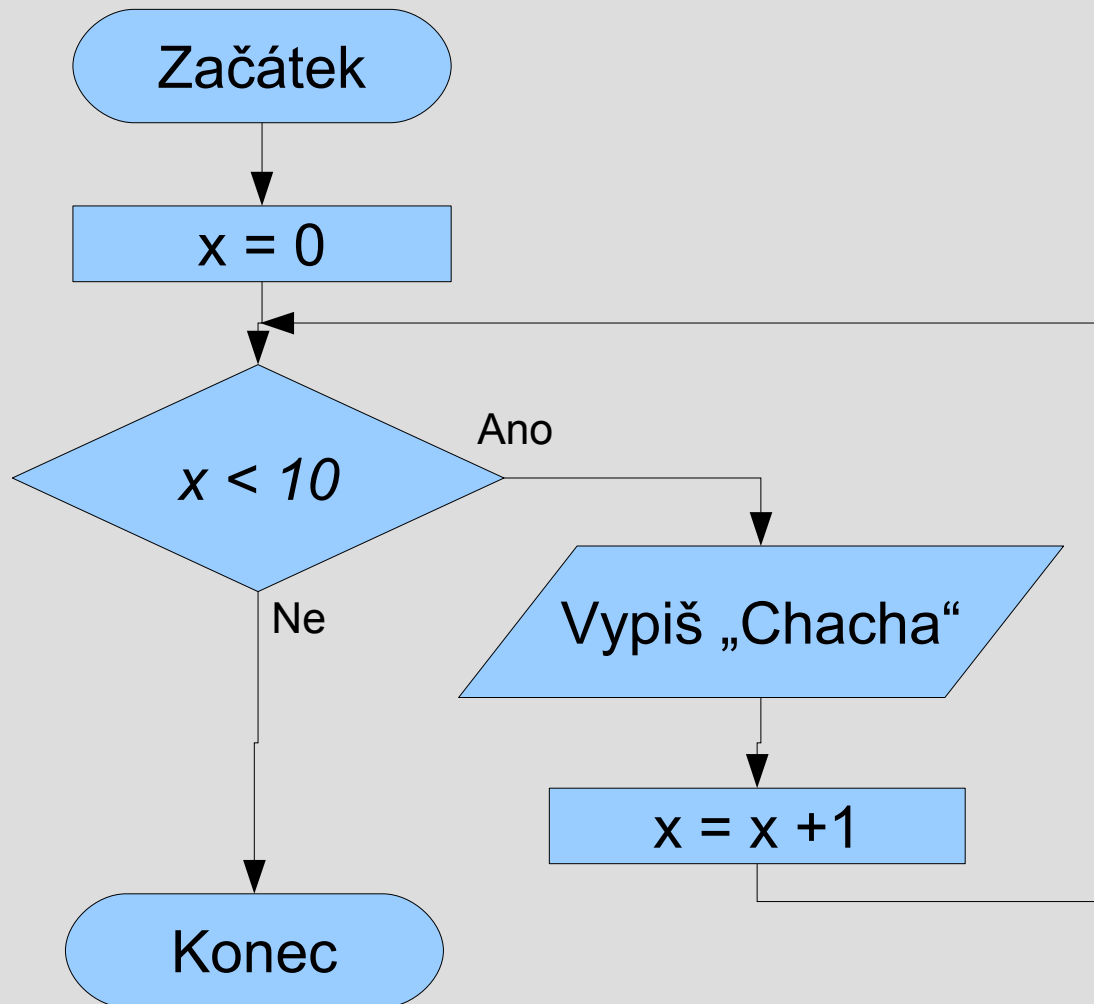 Začátek
x = 0
x < 10
Ano
Ne
Vypiš „Chacha“
x = x +1
Konec